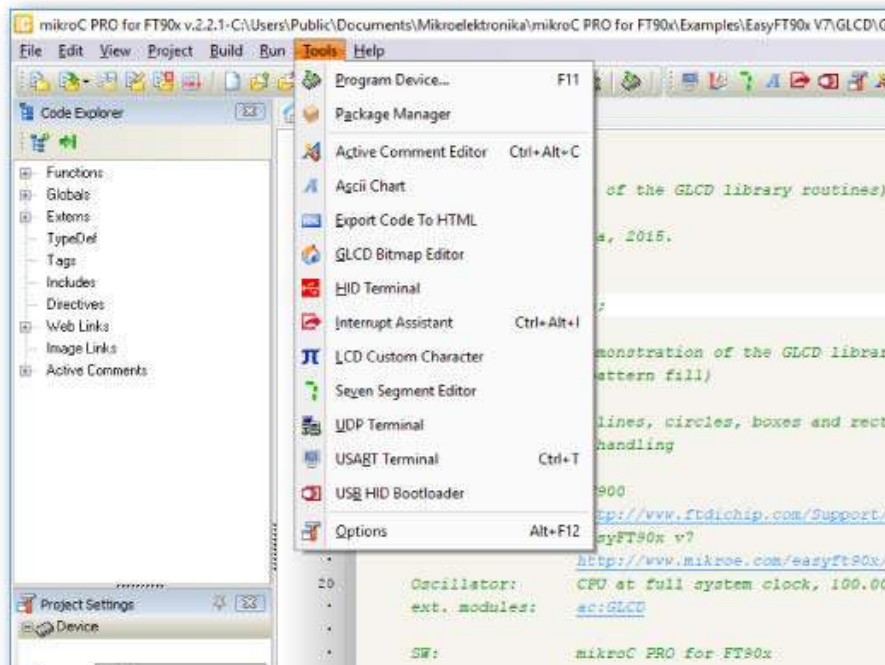 mikroC PRO for FT90x v.2.2.1-C:\Users\Public\Documents\Mikroelektronika\mikroC PRO for FT90x\Examples\EasyFT90x V7\GLCD\
File Edit View Project Build Run Tools Help
Code Explorer
Functions
Globals
Externs
TypeDef
Tags
Includes
Directives
Web Links
Image Links
Active Comments
Program Device... F11
Package Manager
Active Comment Editor Ctrl+Alt+C
Ascii Chart
Export Code To HTML
GLCD Bitmap Editor
HID Terminal
Interrupt Assistant Ctrl+Alt+I
LCD Custom Character
Seven Segment Editor
UDP Terminal
USART Terminal Ctrl+T
USB HID Bootloader
Options Alt+F12
of the GLCD library routines)
a, 2015.
;
monstration of the GLCD librar
attern fill)
lines, circles, boxes and rect
handling
T900
tp://www.ftdichip.com/Support/
syFT90x v7
http://www.mikroe.com/easyft90x/
20 Oscillator: CPU at full system clock, 100.00
ext. modules: ac:GLCD
SW: mikroC PRO for FT90x
Project Settings
Device